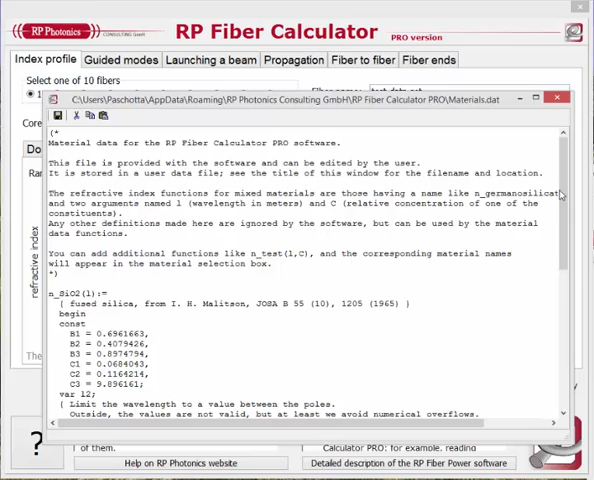 RP Photonics
CONSULTING GmbH
RP Fiber Calculator PRO version
Index profile Guided modes Launching a beam Propagation Fiber to fiber Fiber ends
Select one of 10 fibers
Fiber name:
1
C:\Users\Paschotta\AppData\Roaming\RP Photonics Consulting GmbH\RP Fiber Calculator PRO\Materials.dat
Core
Do
Ran
refractive index
The
(*
Material data for the RP Fiber Calculator PRO software.
This file is provided with the software and can be edited by the user.
It is stored in a user data file; see the title of this window for the filename and location.
The refractive index functions for mixed materials are those having a name like n_germanosilicat
and two arguments named l (wavelength in meters) and C (relative concentration of one of the
constituents).
Any other definitions made here are ignored by the software, but can be used by the material
data functions.
You can add additional functions like n_test(l,C), and the corresponding material names
will appear in the material selection box.
*)
n_SiO2(l):=
{ fused silica, from I. H. Malitson, JOSA B 55 (10), 1205 (1965) }
begin
const
B1 = 0.6961663,
B2 = 0.4079426,
B3 = 0.8974794,
C1 = 0.0684043,
C2 = 0.1164214,
C3 = 9.896161;
var l2;
{ Limit the wavelength to a value between the poles.
Outside, the values are not valid, but at least we avoid numerical overflows.
?
of them.
Calculator PRO: for example, reading
Help on RP Photonics website
Detailed description of the RP Fiber Power software